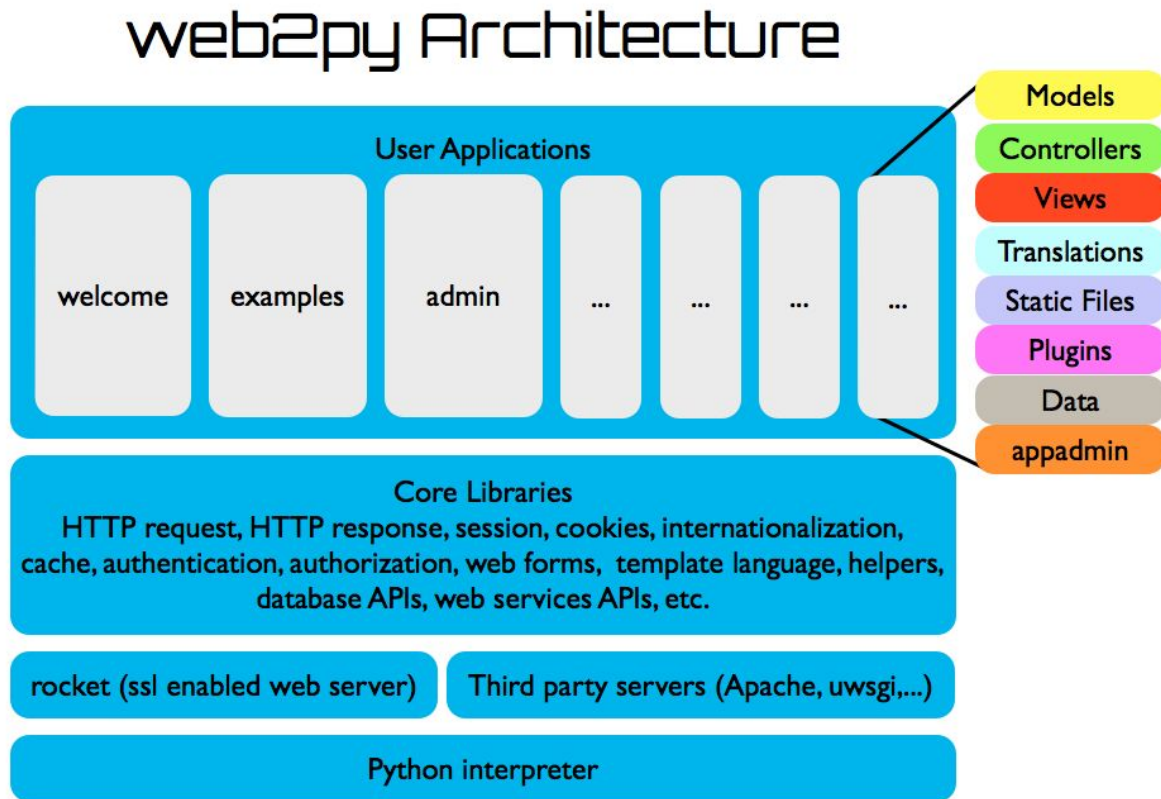 web2py Architecture
User Applications
welcome
examples
admin
...
...
...
...
Models
Controllers
Views
Translations
Static Files
Plugins
Data
appadmin
Core Libraries
HTTP request, HTTP response, session, cookies, internationalization,
cache, authentication, authorization, web forms, template language, helpers,
database APIs, web services APIs, etc.
rocket (ssl enabled web server)
Third party servers (Apache, uwsgi,...)
Python interpreter